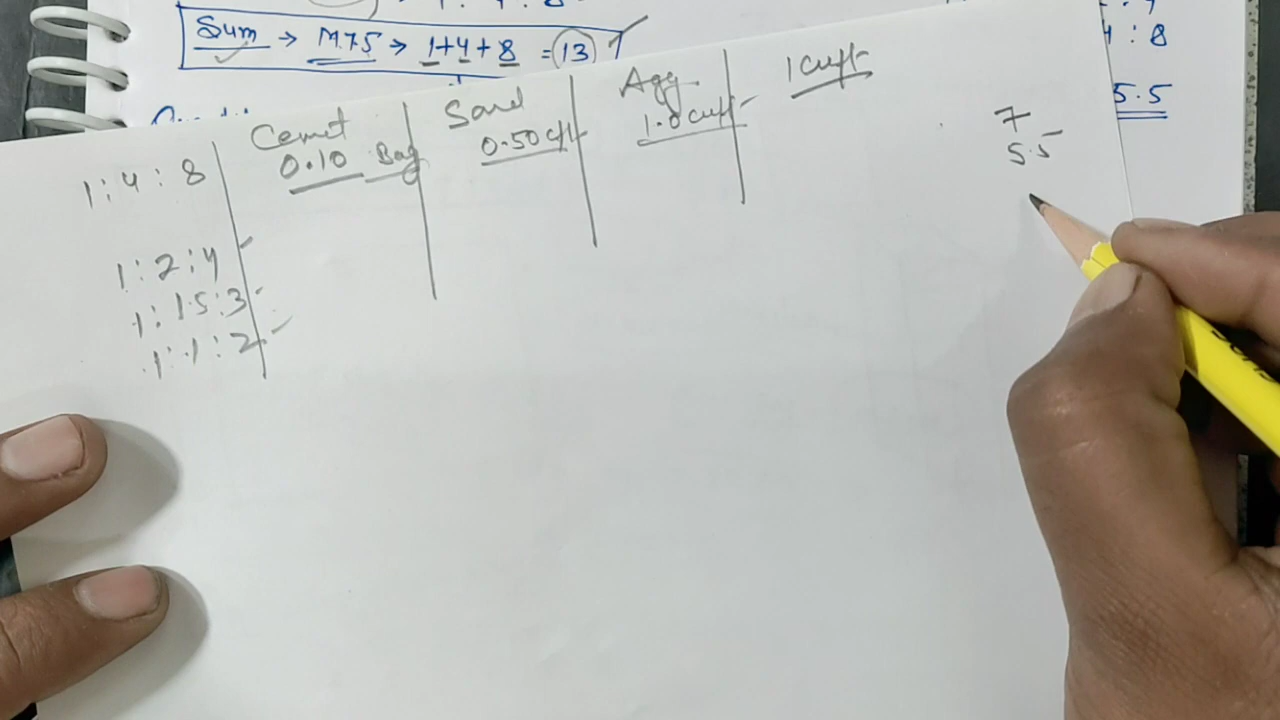 Sum → M7.5 → 1+4+8 = 13
4 : 8
5.5
Cement Sand Agg 1 cuft
1:4:8 0.10 Bag 0.50 cft 1.0 cuft
7
5.5
1:2:4
1:1.5:3
1:1:2